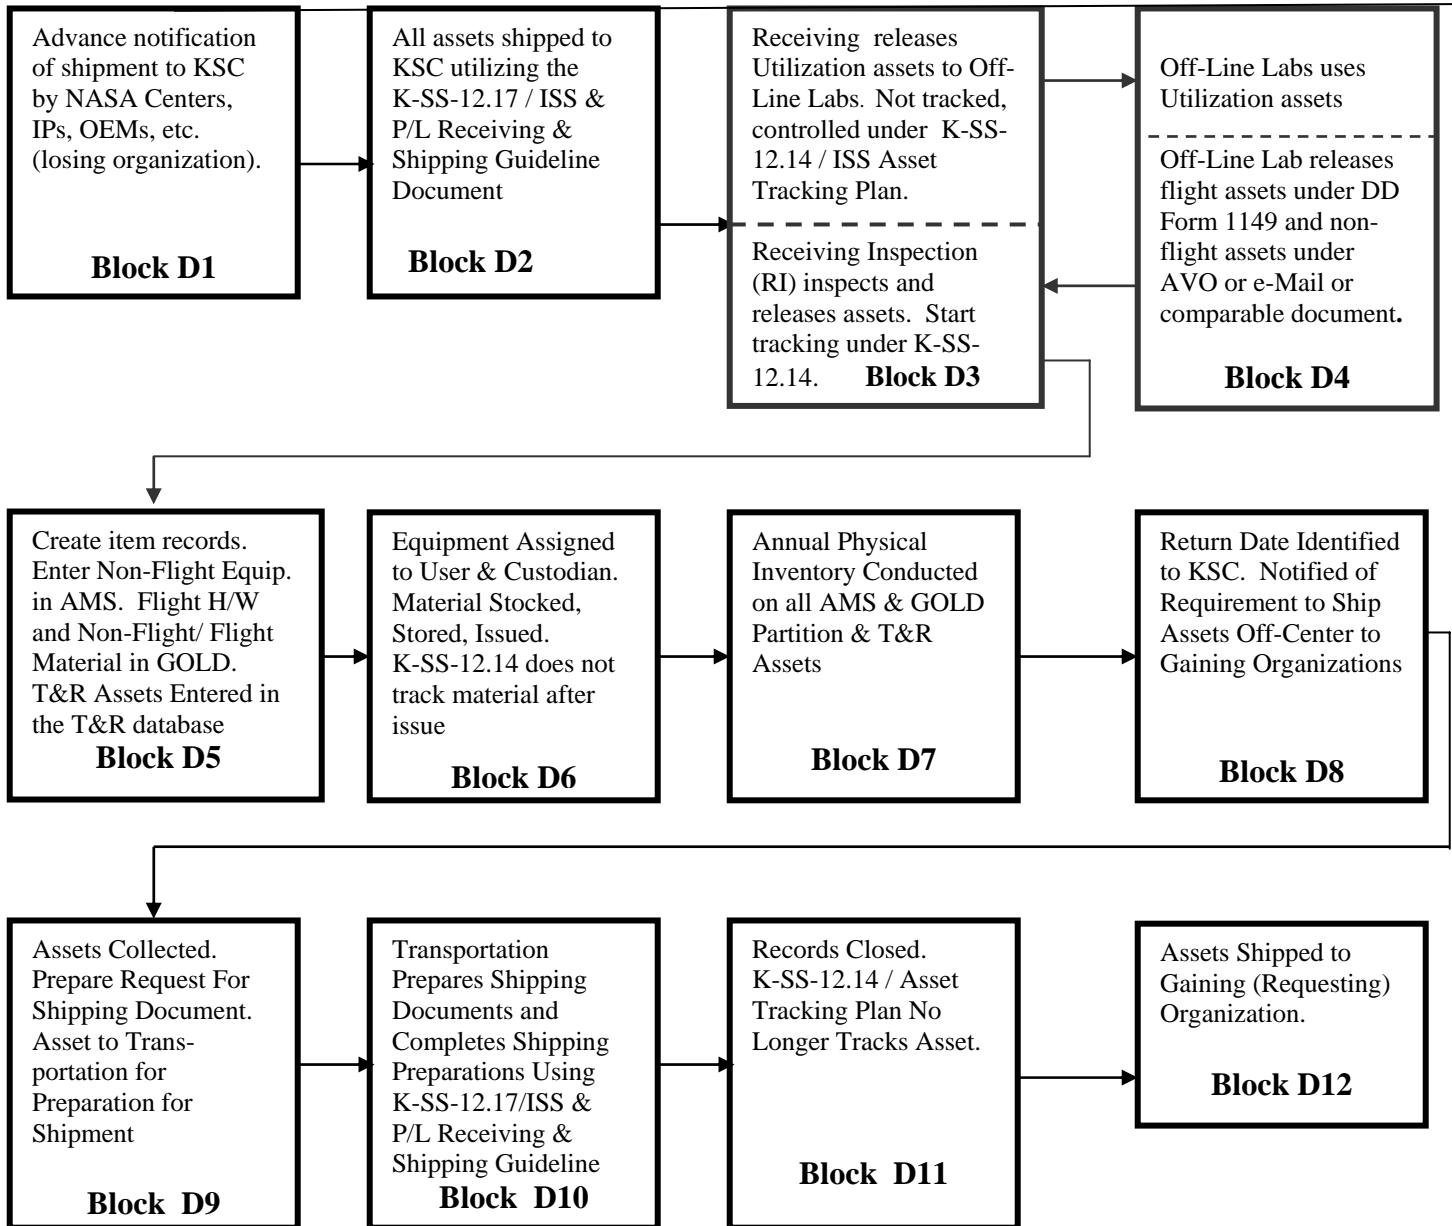 Advance notification
of shipment to KSC
by NASA Centers,
IPs, OEMs, etc.
(losing organization).
Block D1
All assets shipped to
KSC utilizing the
K-SS-12.17 / ISS &
P/L Receiving &
Shipping Guideline
Document
Block D2
Receiving releases
Utilization assets to Off-
Line Labs. Not tracked,
controlled under K-SS-
12.14 / ISS Asset
Tracking Plan.
Receiving Inspection
(RI) inspects and
releases assets. Start
tracking under K-SS-
12.14. Block D3
Off-Line Labs uses
Utilization assets
Off-Line Lab releases
flight assets under DD
Form 1149 and non-
flight assets under
AVO or e-Mail or
comparable document.
Block D4
Create item records.
Enter Non-Flight Equip.
in AMS. Flight H/W
and Non-Flight/ Flight
Material in GOLD.
T&R Assets Entered in
the T&R database
Block D5
Equipment Assigned
to User & Custodian.
Material Stocked,
Stored, Issued.
K-SS-12.14 does not
track material after
issue
Block D6
Annual Physical
Inventory Conducted
on all AMS & GOLD
Partition & T&R
Assets
Block D7
Return Date Identified
to KSC. Notified of
Requirement to Ship
Assets Off-Center to
Gaining Organizations
Block D8
Assets Collected.
Prepare Request For
Shipping Document.
Asset to Trans-
portation for
Preparation for
Shipment
Block D9
Transportation
Prepares Shipping
Documents and
Completes Shipping
Preparations Using
K-SS-12.17/ISS &
P/L Receiving &
Shipping Guideline
Block D10
Records Closed.
K-SS-12.14 / Asset
Tracking Plan No
Longer Tracks Asset.
Block D11
Assets Shipped to
Gaining (Requesting)
Organization.
Block D12